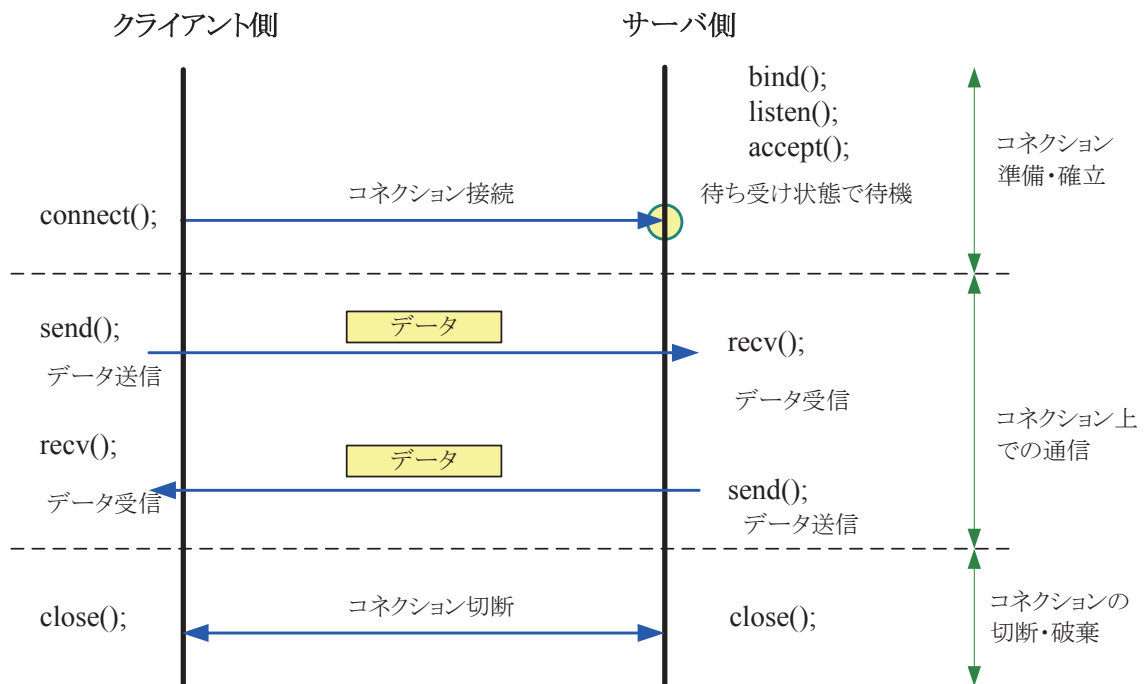 クライアント側
サーバ側
bind();
listen();
accept();
コネクション
準備・確立
コネクション接続
待ち受け状態で待機
connect();
send();
データ
recv();
データ送信
データ受信
コネクション上
での通信
recv();
データ
データ受信
send();
データ送信
close();
コネクション切断
close();
コネクションの
切断・破棄